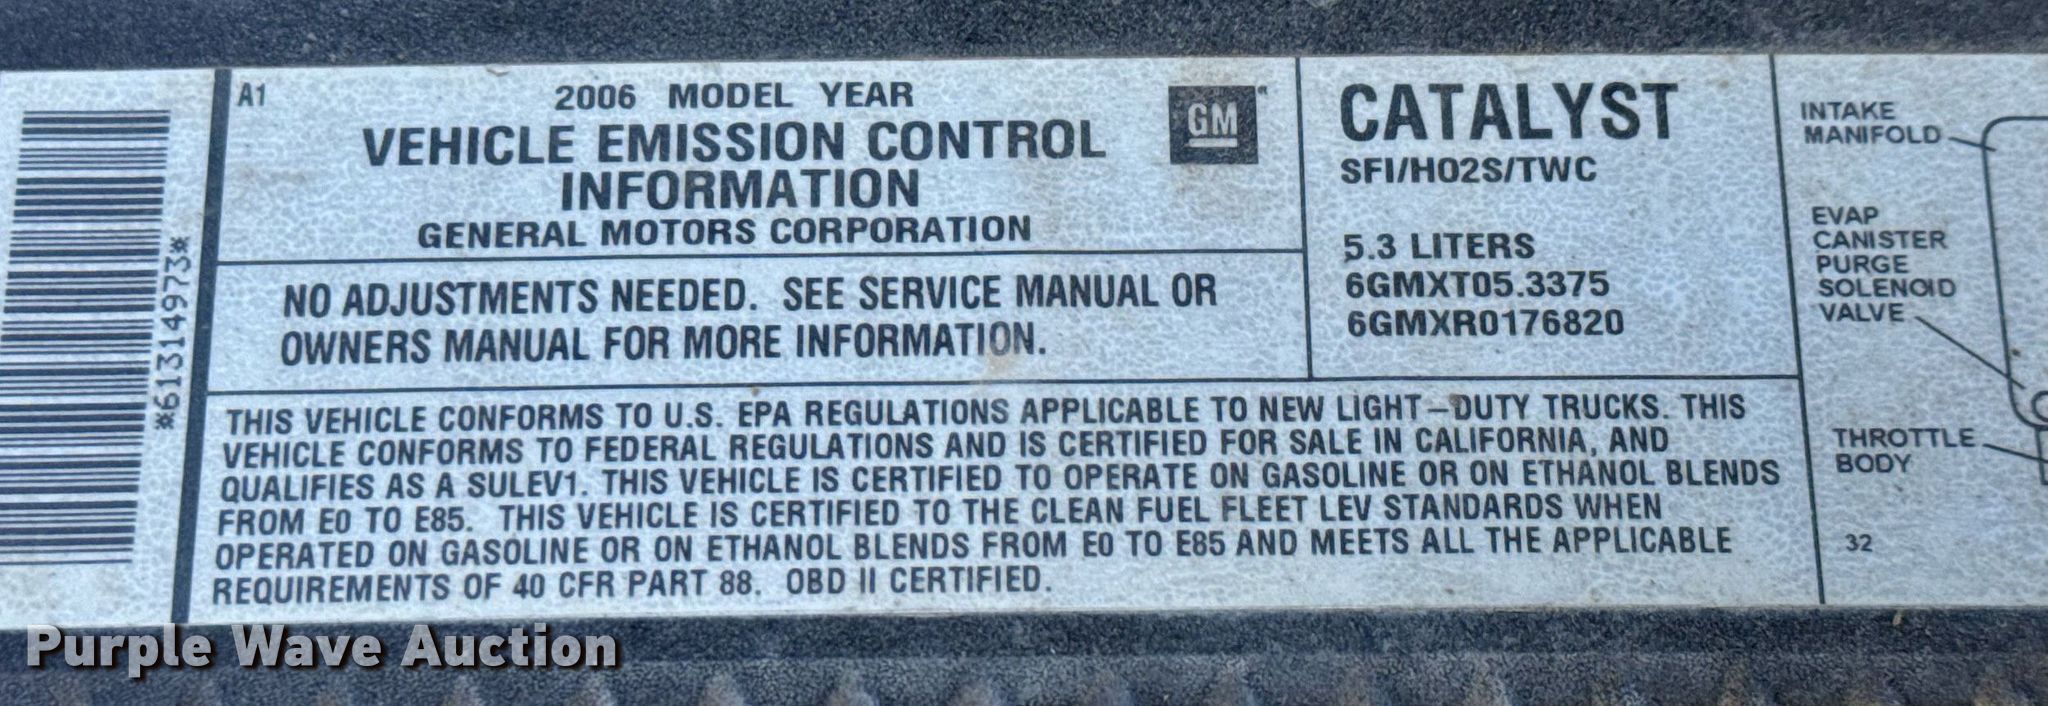 *61314973*
A1
2006 MODEL YEAR
VEHICLE EMISSION CONTROL
INFORMATION
GENERAL MOTORS CORPORATION
GM
NO ADJUSTMENTS NEEDED. SEE SERVICE MANUAL OR
OWNERS MANUAL FOR MORE INFORMATION.
CATALYST
SFI/HO2S/TWC
5.3 LITERS
6GMXT05.3375
6GMXR0176820
THIS VEHICLE CONFORMS TO U.S. EPA REGULATIONS APPLICABLE TO NEW LIGHT-DUTY TRUCKS. THIS
VEHICLE CONFORMS TO FEDERAL REGULATIONS AND IS CERTIFIED FOR SALE IN CALIFORNIA, AND
QUALIFIES AS A SULEV1. THIS VEHICLE IS CERTIFIED TO OPERATE ON GASOLINE OR ON ETHANOL BLENDS
FROM E0 TO E85. THIS VEHICLE IS CERTIFIED TO THE CLEAN FUEL FLEET LEV STANDARDS WHEN
OPERATED ON GASOLINE OR ON ETHANOL BLENDS FROM E0 TO E85 AND MEETS ALL THE APPLICABLE
REQUIREMENTS OF 40 CFR PART 88. OBD II CERTIFIED.
INTAKE
MANIFOLD
EVAP
CANISTER
PURGE
SOLENOID
VALVE
THROTTLE
BODY
32
Purple Wave Auction